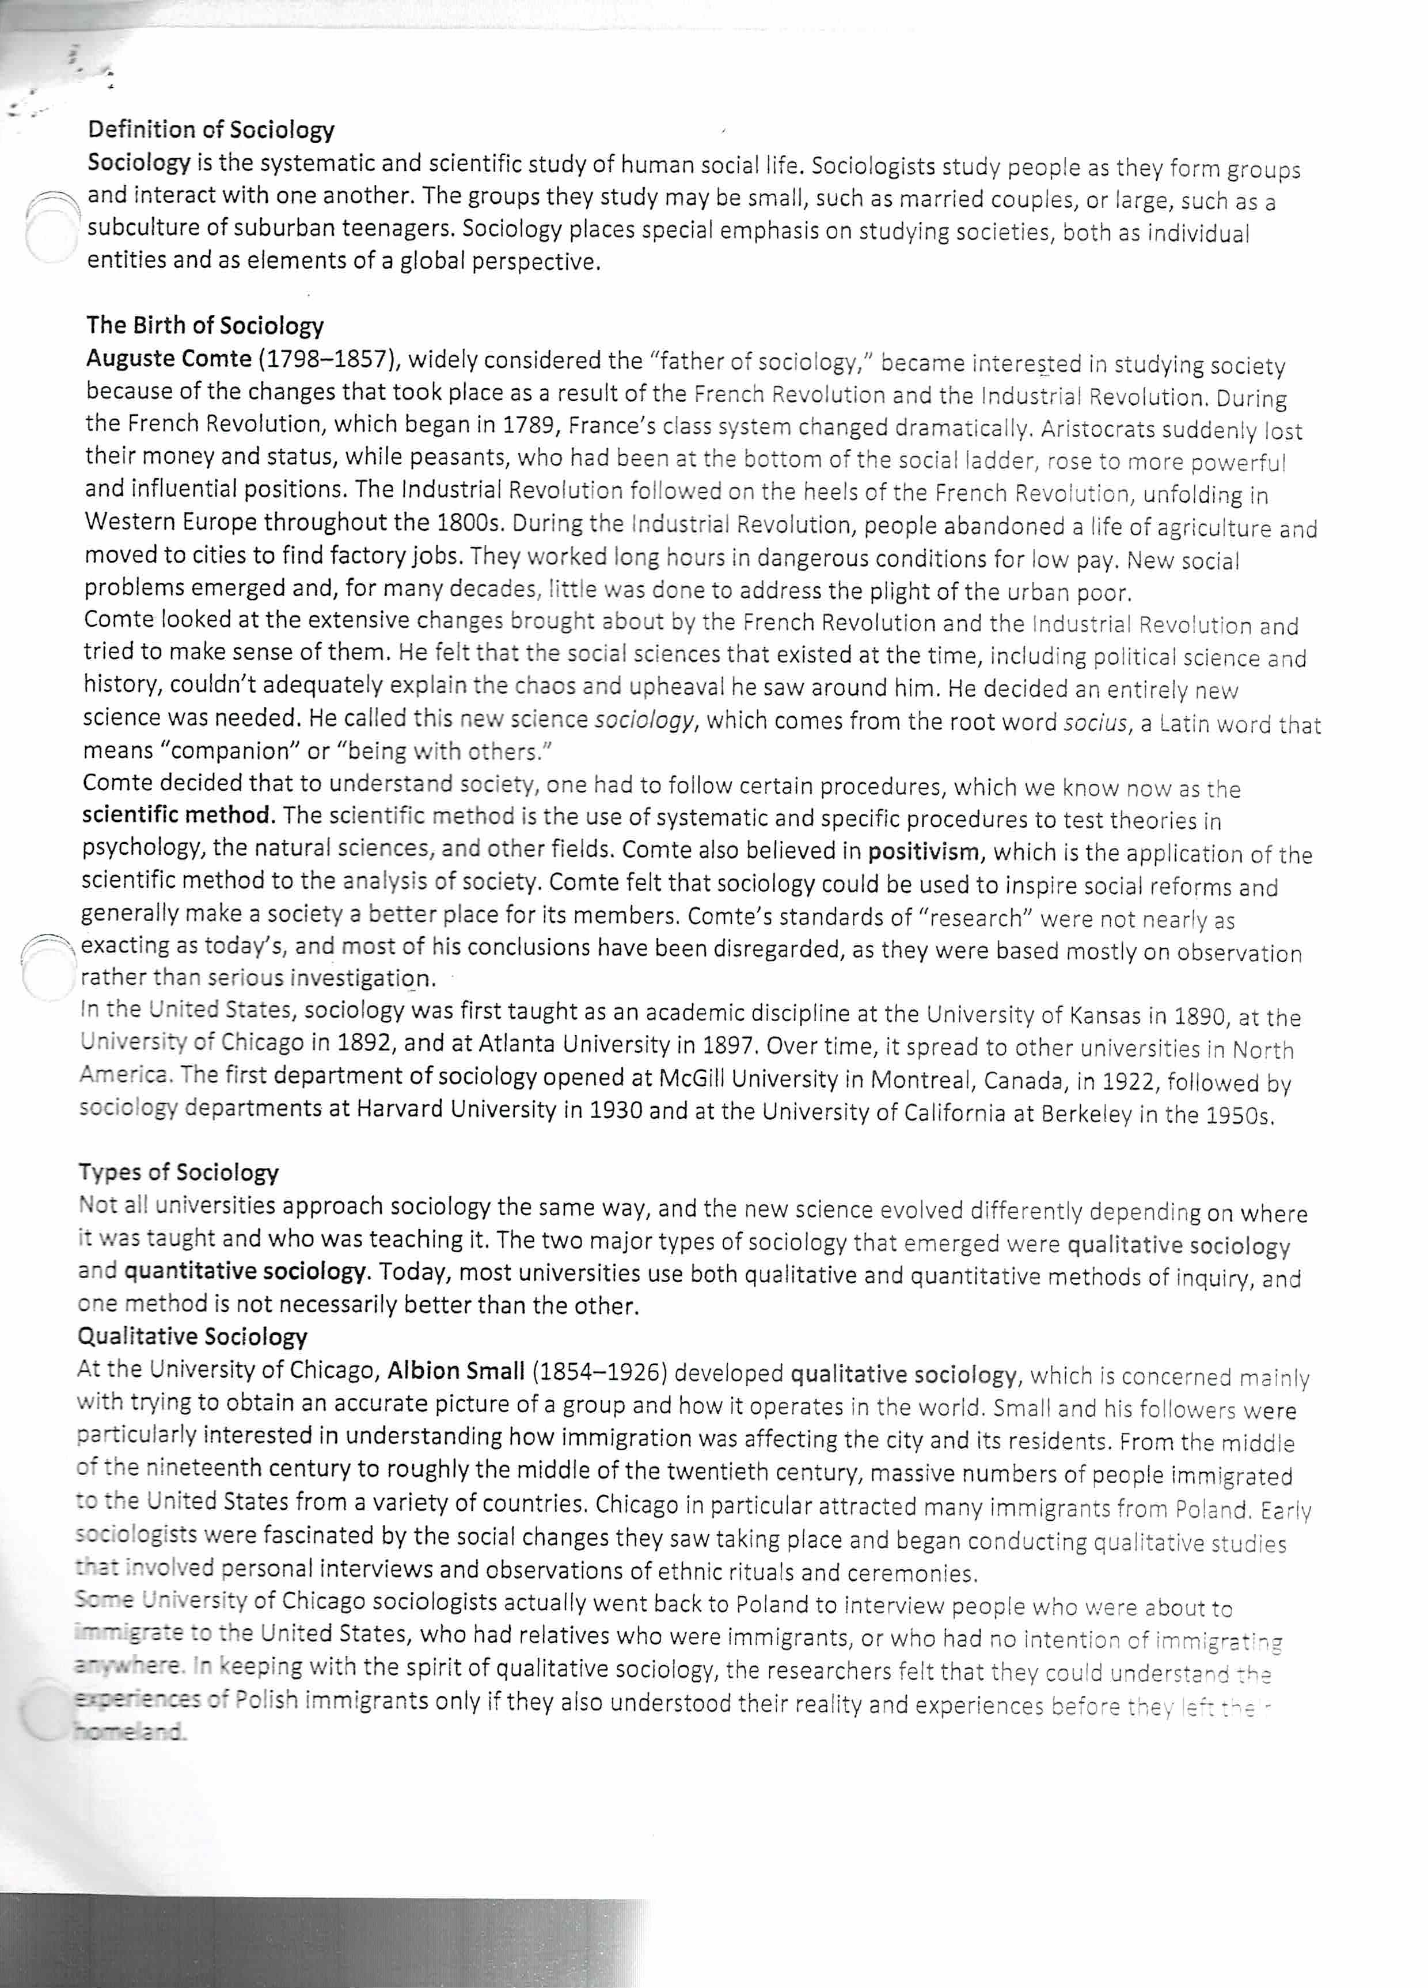 Definition of Sociology
Sociology is the systematic and scientific study of human social life. Sociologists study people as they form groups
and interact with one another. The groups they study may be small, such as married couples, or large, such as a
subculture of suburban teenagers. Sociology places special emphasis on studying societies, both as individual
entities and as elements of a global perspective.
The Birth of Sociology
Auguste Comte (1798–1857), widely considered the “father of sociology,” became interested in studying society
because of the changes that took place as a result of the French Revolution and the Industrial Revolution. During
the French Revolution, which began in 1789, France’s class system changed dramatically. Aristocrats suddenly lost
their money and status, while peasants, who had been at the bottom of the social ladder, rose to more powerful
and influential positions. The Industrial Revolution followed on the heels of the French Revolution, unfolding in
Western Europe throughout the 1800s. During the Industrial Revolution, people abandoned a life of agriculture and
moved to cities to find factory jobs. They worked long hours in dangerous conditions for low pay. New social
problems emerged and, for many decades, little was done to address the plight of the urban poor.
Comte looked at the extensive changes brought about by the French Revolution and the Industrial Revolution and
tried to make sense of them. He felt that the social sciences that existed at the time, including political science and
history, couldn’t adequately explain the chaos and upheaval he saw around him. He decided an entirely new
science was needed. He called this new science sociology, which comes from the root word socius, a Latin word that
means “companion” or “being with others.”
Comte decided that to understand society, one had to follow certain procedures, which we know now as the
scientific method. The scientific method is the use of systematic and specific procedures to test theories in
psychology, the natural sciences, and other fields. Comte also believed in positivism, which is the application of the
scientific method to the analysis of society. Comte felt that sociology could be used to inspire social reforms and
generally make a society a better place for its members. Comte’s standards of “research” were not nearly as
exacting as today’s, and most of his conclusions have been disregarded, as they were based mostly on observation
rather than serious investigation.
In the United States, sociology was first taught as an academic discipline at the University of Kansas in 1890, at the
University of Chicago in 1892, and at Atlanta University in 1897. Over time, it spread to other universities in North
America. The first department of sociology opened at McGill University in Montreal, Canada, in 1922, followed by
sociology departments at Harvard University in 1930 and at the University of California at Berkeley in the 1950s.
Types of Sociology
Not all universities approach sociology the same way, and the new science evolved differently depending on where
it was taught and who was teaching it. The two major types of sociology that emerged were qualitative sociology
and quantitative sociology. Today, most universities use both qualitative and quantitative methods of inquiry, and
one method is not necessarily better than the other.
Qualitative Sociology
At the University of Chicago, Albion Small (1854–1926) developed qualitative sociology, which is concerned mainly
with trying to obtain an accurate picture of a group and how it operates in the world. Small and his followers were
particularly interested in understanding how immigration was affecting the city and its residents. From the middle
of the nineteenth century to roughly the middle of the twentieth century, massive numbers of people immigrated
to the United States from a variety of countries. Chicago in particular attracted many immigrants from Poland. Early
sociologists were fascinated by the social changes they saw taking place and began conducting qualitative studies
that involved personal interviews and observations of ethnic rituals and ceremonies.
Some University of Chicago sociologists actually went back to Poland to interview people who were about to
immigrate to the United States, who had relatives who were immigrants, or who had no intention of immigrating
anywhere. In keeping with the spirit of qualitative sociology, the researchers felt that they could understand the
experiences of Polish immigrants only if they also understood their reality and experiences before they left
homeland.